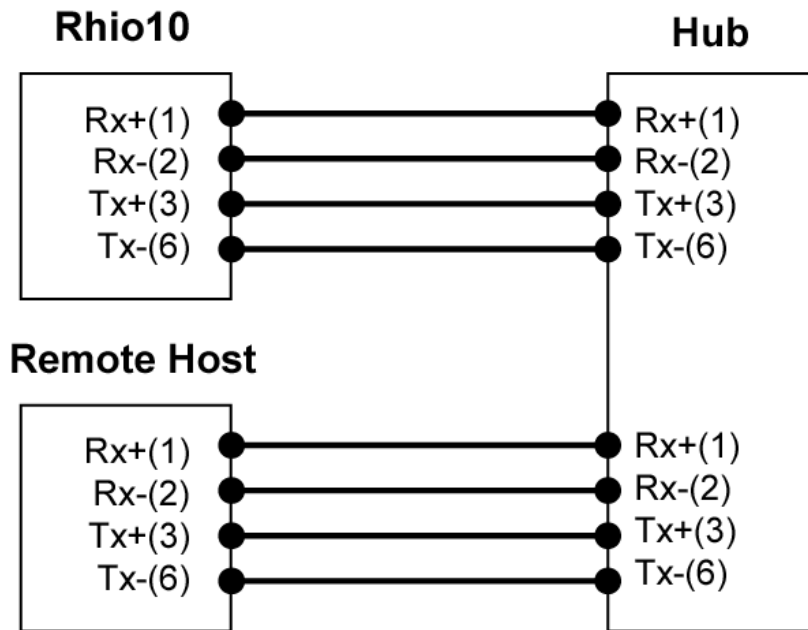 Rhio10
Hub
Rx+(1)
Rx-(2)
Tx+(3)
Tx-(6)
Rx+(1)
Rx-(2)
Tx+(3)
Tx-(6)
Remote Host
Rx+(1)
Rx-(2)
Tx+(3)
Tx-(6)
Rx+(1)
Rx-(2)
Tx+(3)
Tx-(6)